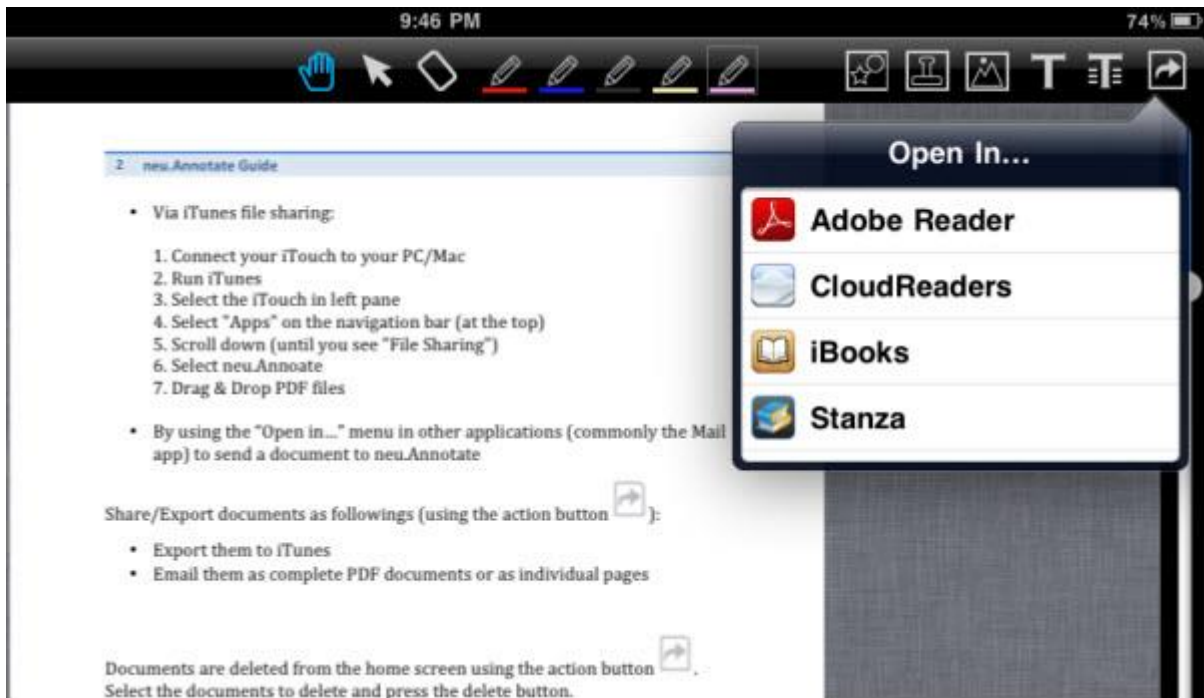 9:46 PM
74%
T
T
Open In...
Adobe Reader
CloudReaders
iBooks
Stanza
2 neu.Annotate Guide
• Via iTunes file sharing:
1. Connect your iTouch to your PC/Mac
2. Run iTunes
3. Select the iTouch in left pane
4. Select "Apps" on the navigation bar (at the top)
5. Scroll down (until you see "File Sharing")
6. Select neu.Annoate
7. Drag & Drop PDF files
• By using the "Open in..." menu in other applications (commonly the Mail
app) to send a document to neu.Annotate
Share/Export documents as followings (using the action button ):
• Export them to iTunes
• Email them as complete PDF documents or as individual pages
Documents are deleted from the home screen using the action button .
Select the documents to delete and press the delete button.